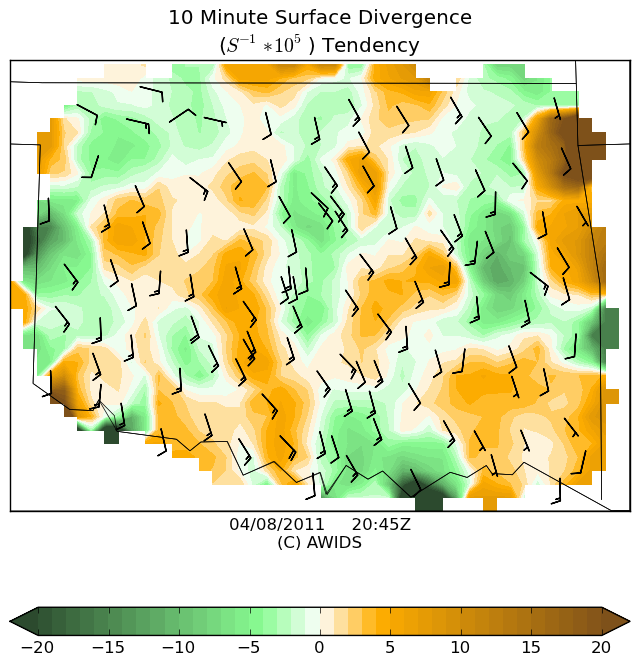 10 Minute Surface Divergence
(S⁻¹ *10⁵ ) Tendency
04/08/2011 20:45Z
(C) AWIDS
−20 −15 −10 −5 0 5 10 15 20